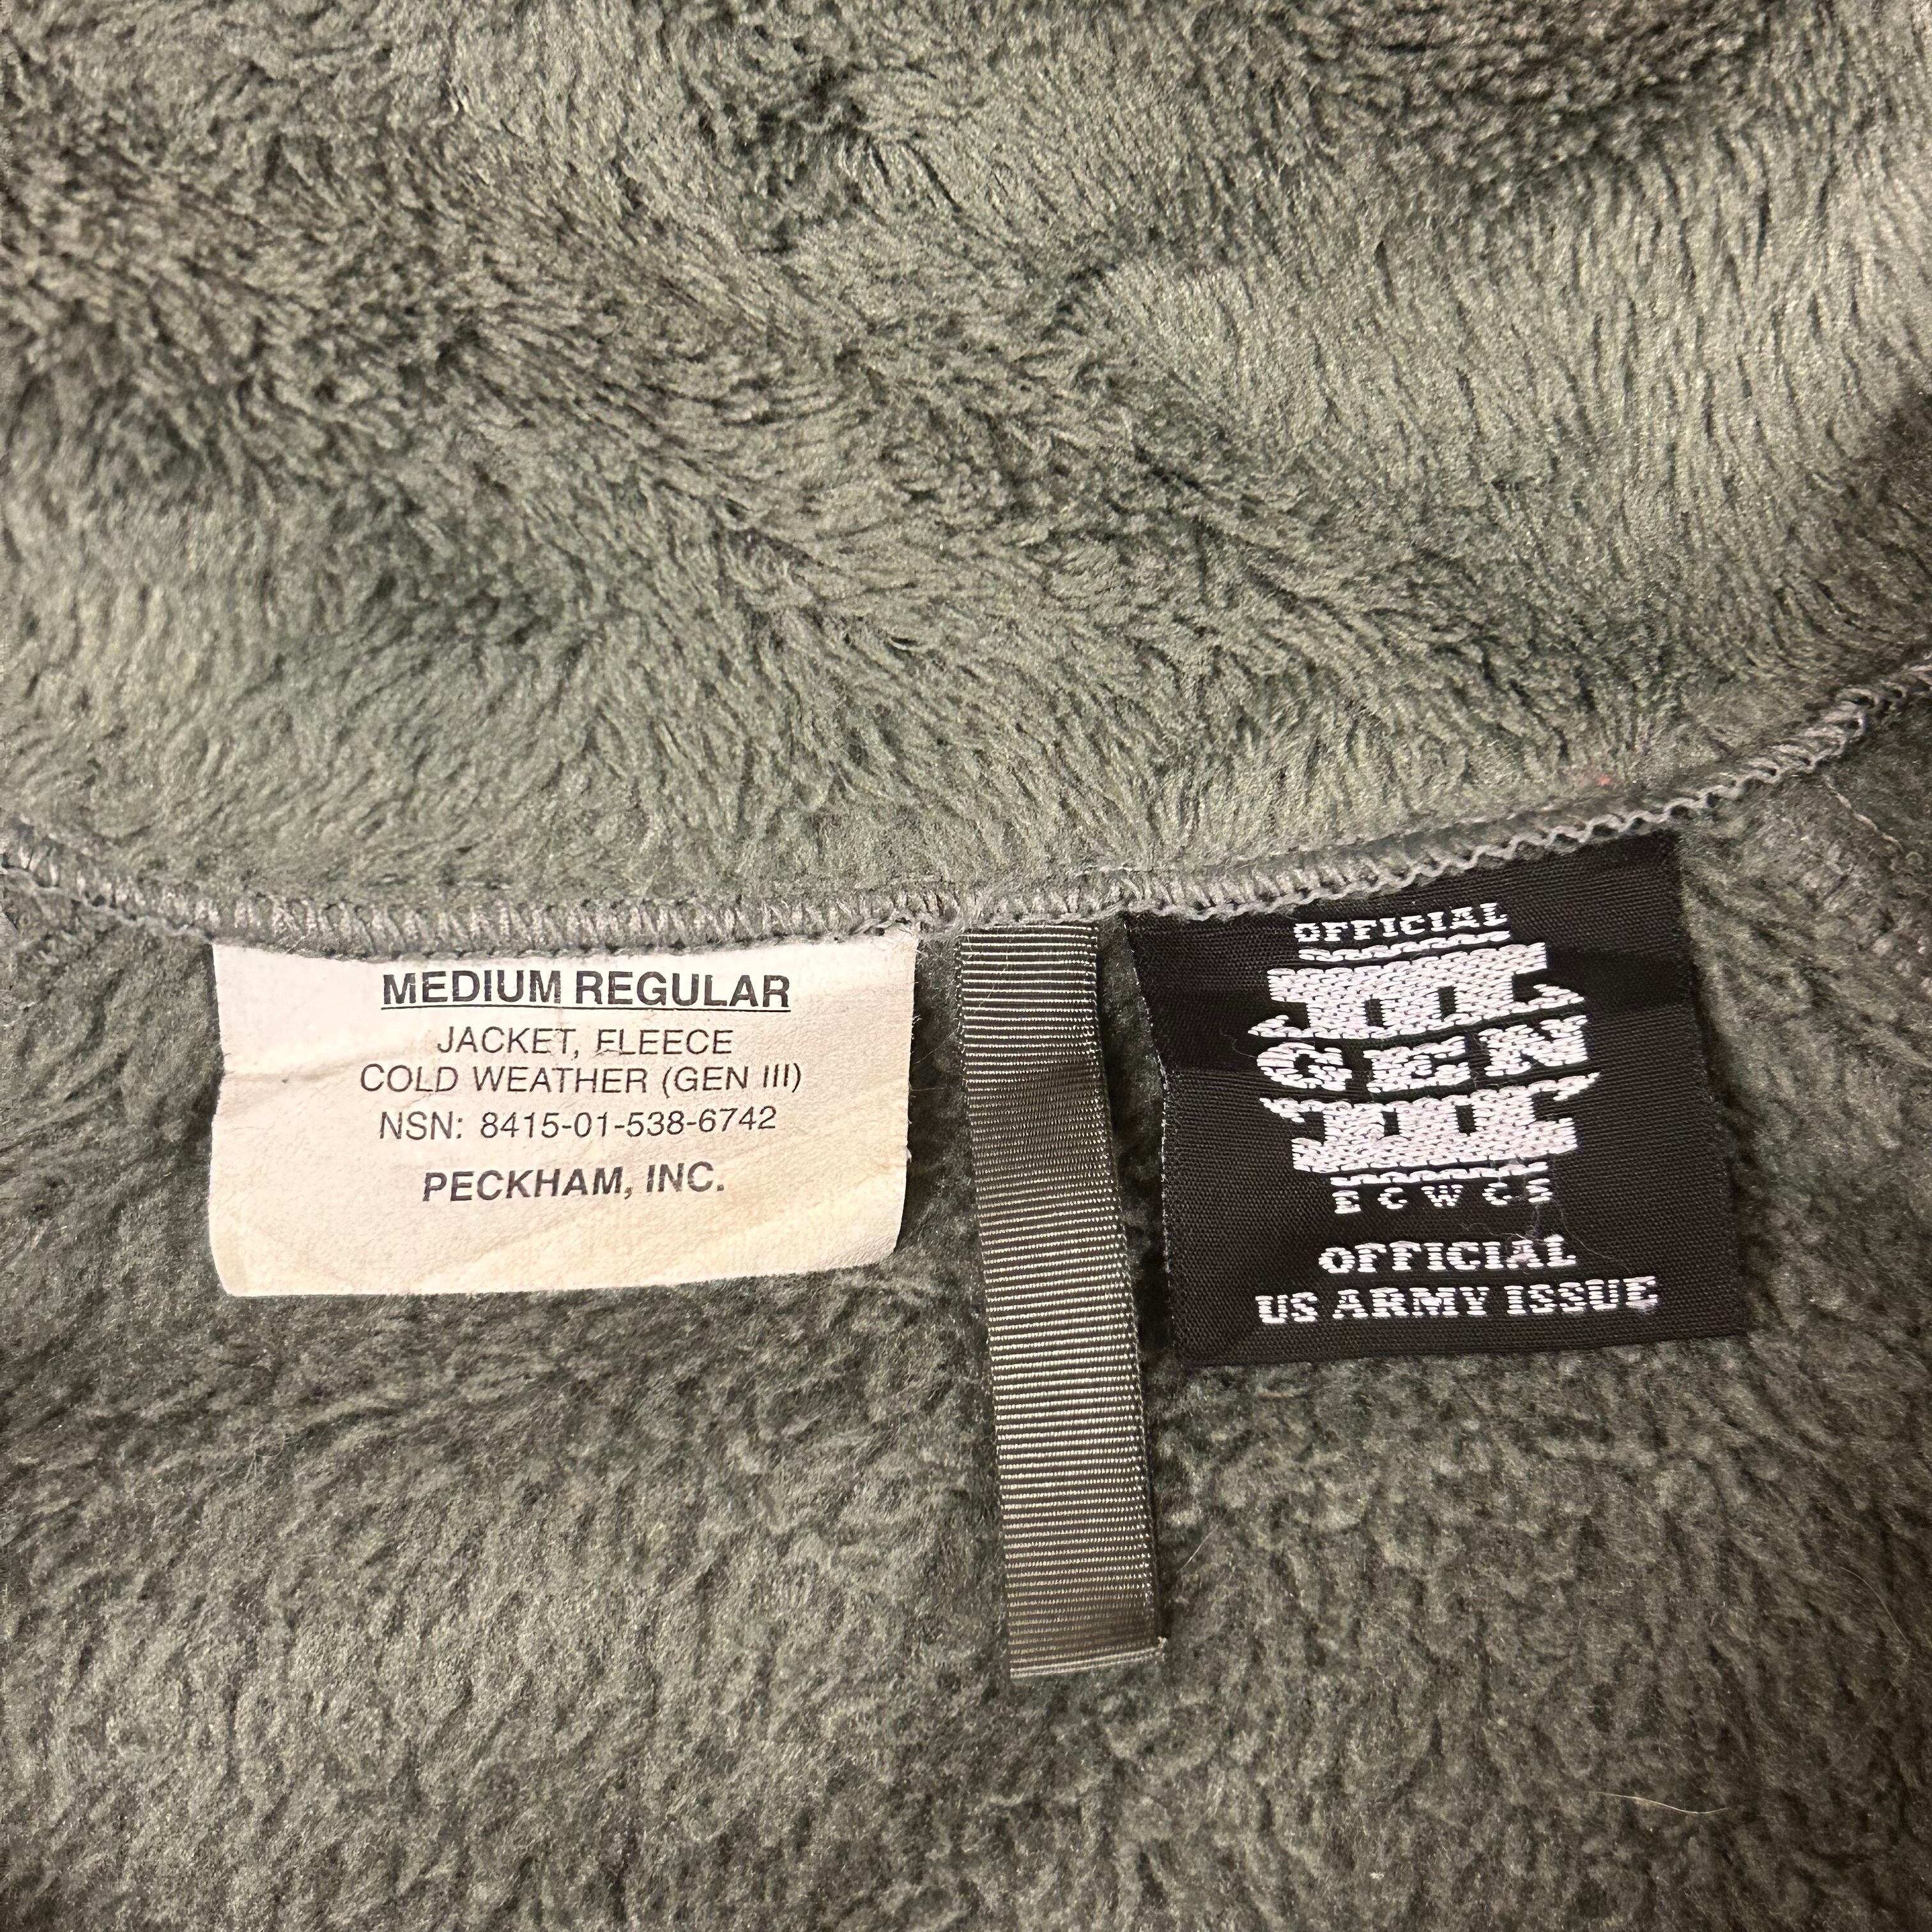 MEDIUM REGULAR
JACKET, FLEECE
COLD WEATHER (GEN III)
NSN: 8415-01-538-6742
PECKHAM, INC.
OFFICIAL
III
GEN
III
ECWCS
OFFICIAL
US ARMY ISSUE